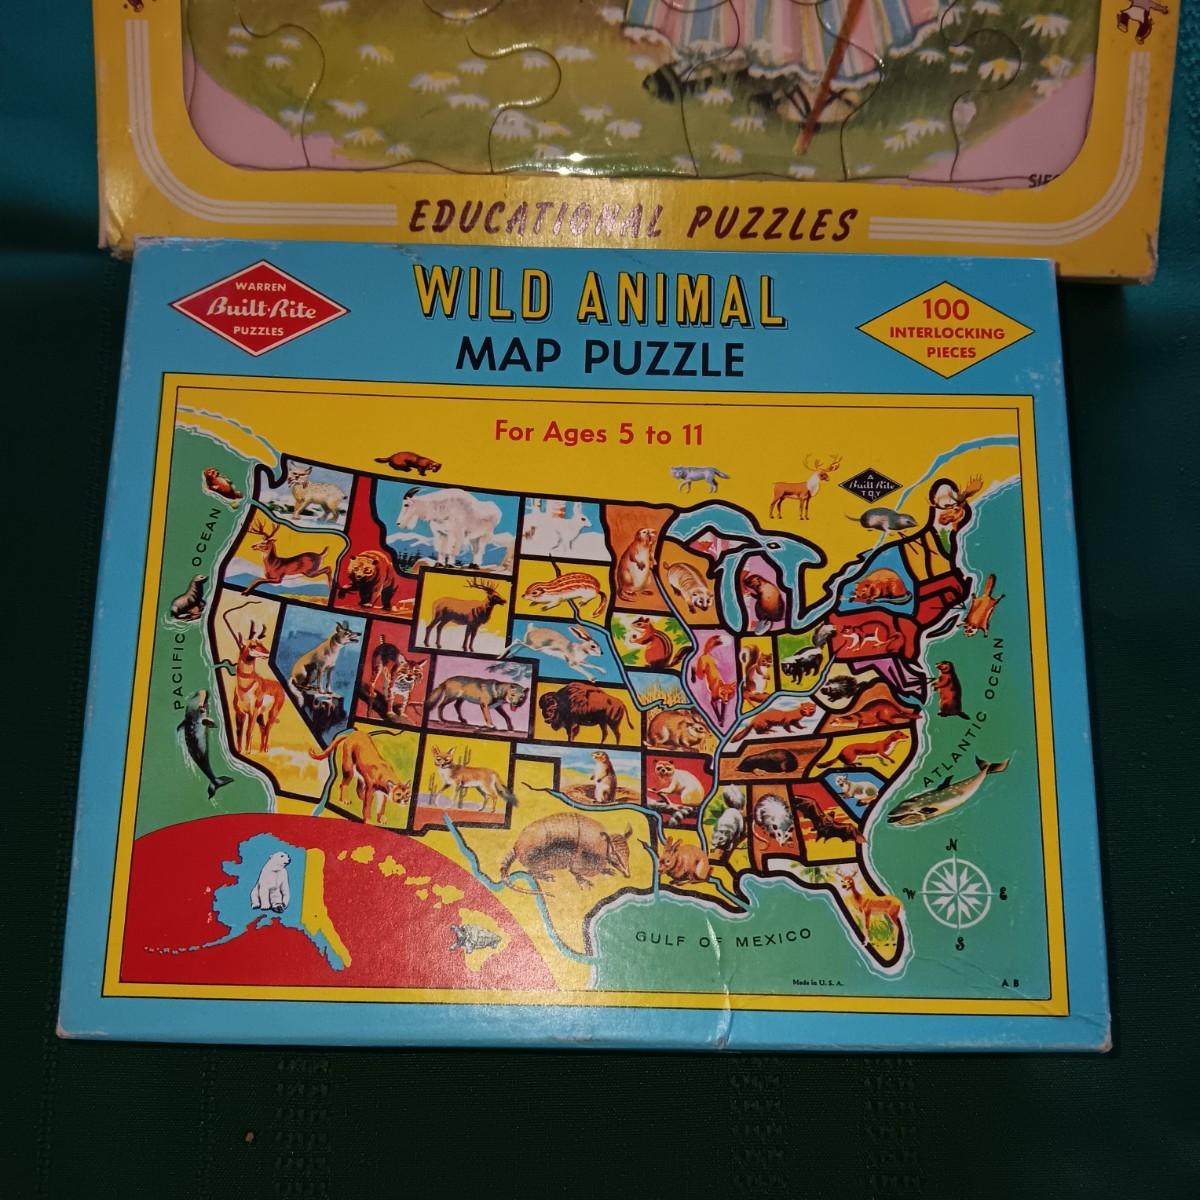 EDUCATIONAL PUZZLES
WARREN
Built-Rite
PUZZLES
WILD ANIMAL
MAP PUZZLE
100
INTERLOCKING
PIECES
For Ages 5 to 11
A
Built-Rite
TOY
PACIFIC OCEAN
ATLANTIC OCEAN
N
W E
S
GULF OF MEXICO
Made in U.S.A.
A B